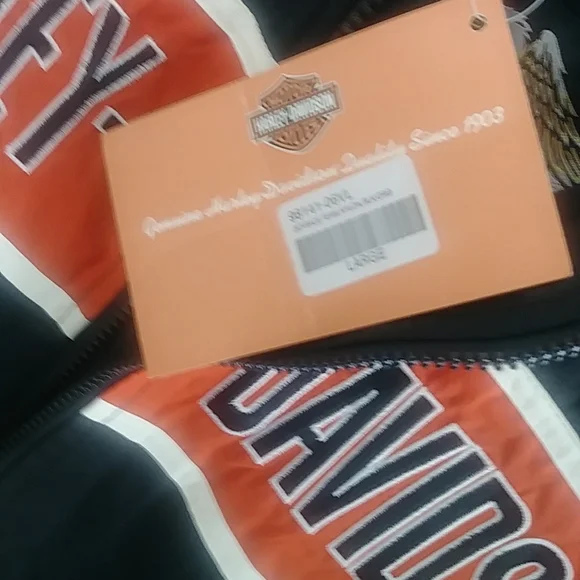 EY.
HARLEY-DAVIDSON
Genuine Harley-Davidson Quality Since 1903
LARGE
DAVIDS